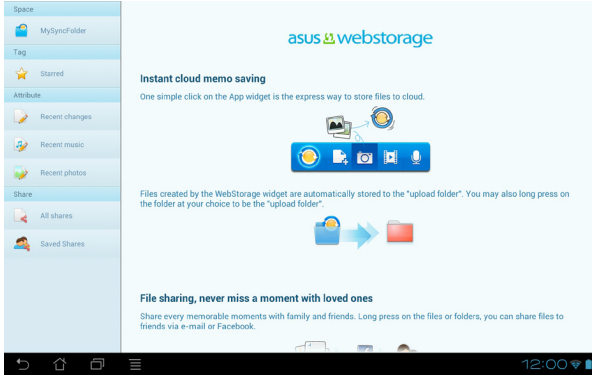 Space
MySyncFolder
Tag
Starred
Attribute
Recent changes
Recent music
Recent photos
Share
All shares
Saved Shares
asus webstorage
Instant cloud memo saving
One simple click on the App widget is the express way to store files to cloud.
Files created by the WebStorage widget are automatically stored to the "upload folder". You may also long press on
the folder at your choice to be the "upload folder".
File sharing, never miss a moment with loved ones
Share every memorable moments with family and friends. Long press on the files or folders, you can share files to
friends via e-mail or Facebook.
12:00